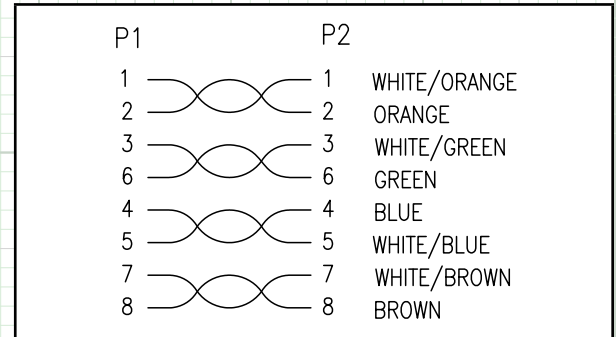 P1 P2
1 1 WHITE/ORANGE
2 2 ORANGE
3 3 WHITE/GREEN
6 6 GREEN
4 4 BLUE
5 5 WHITE/BLUE
7 7 WHITE/BROWN
8 8 BROWN